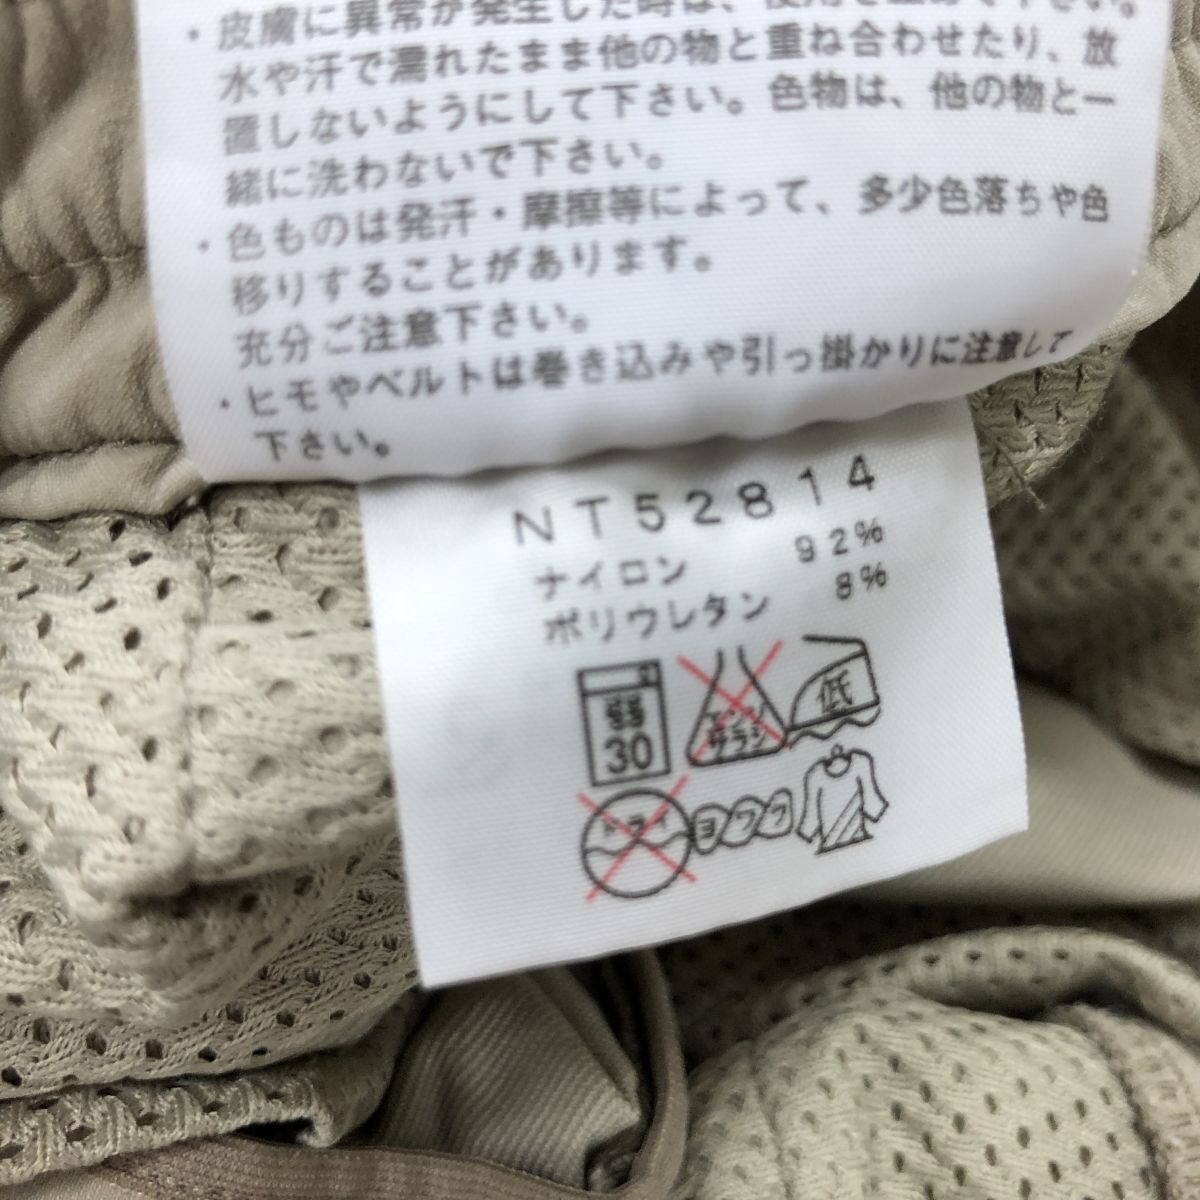 ・皮膚に異常が発生した時は、使用を止めて下さい。
水や汗で濡れたまま他の物と重ね合わせたり、放
置しないようにして下さい。色物は、他の物と一
緒に洗わないで下さい。
・色ものは発汗・摩擦等によって、多少色落ちや色
移りすることがあります。
充分ご注意下さい。
・ヒモやベルトは巻き込みや引っ掛かりに注意して
下さい。
NT52814
ナイロン 92%
ポリウレタン 8%
弱
30
エンソ
サラシ
低
ドライ
ヨワク